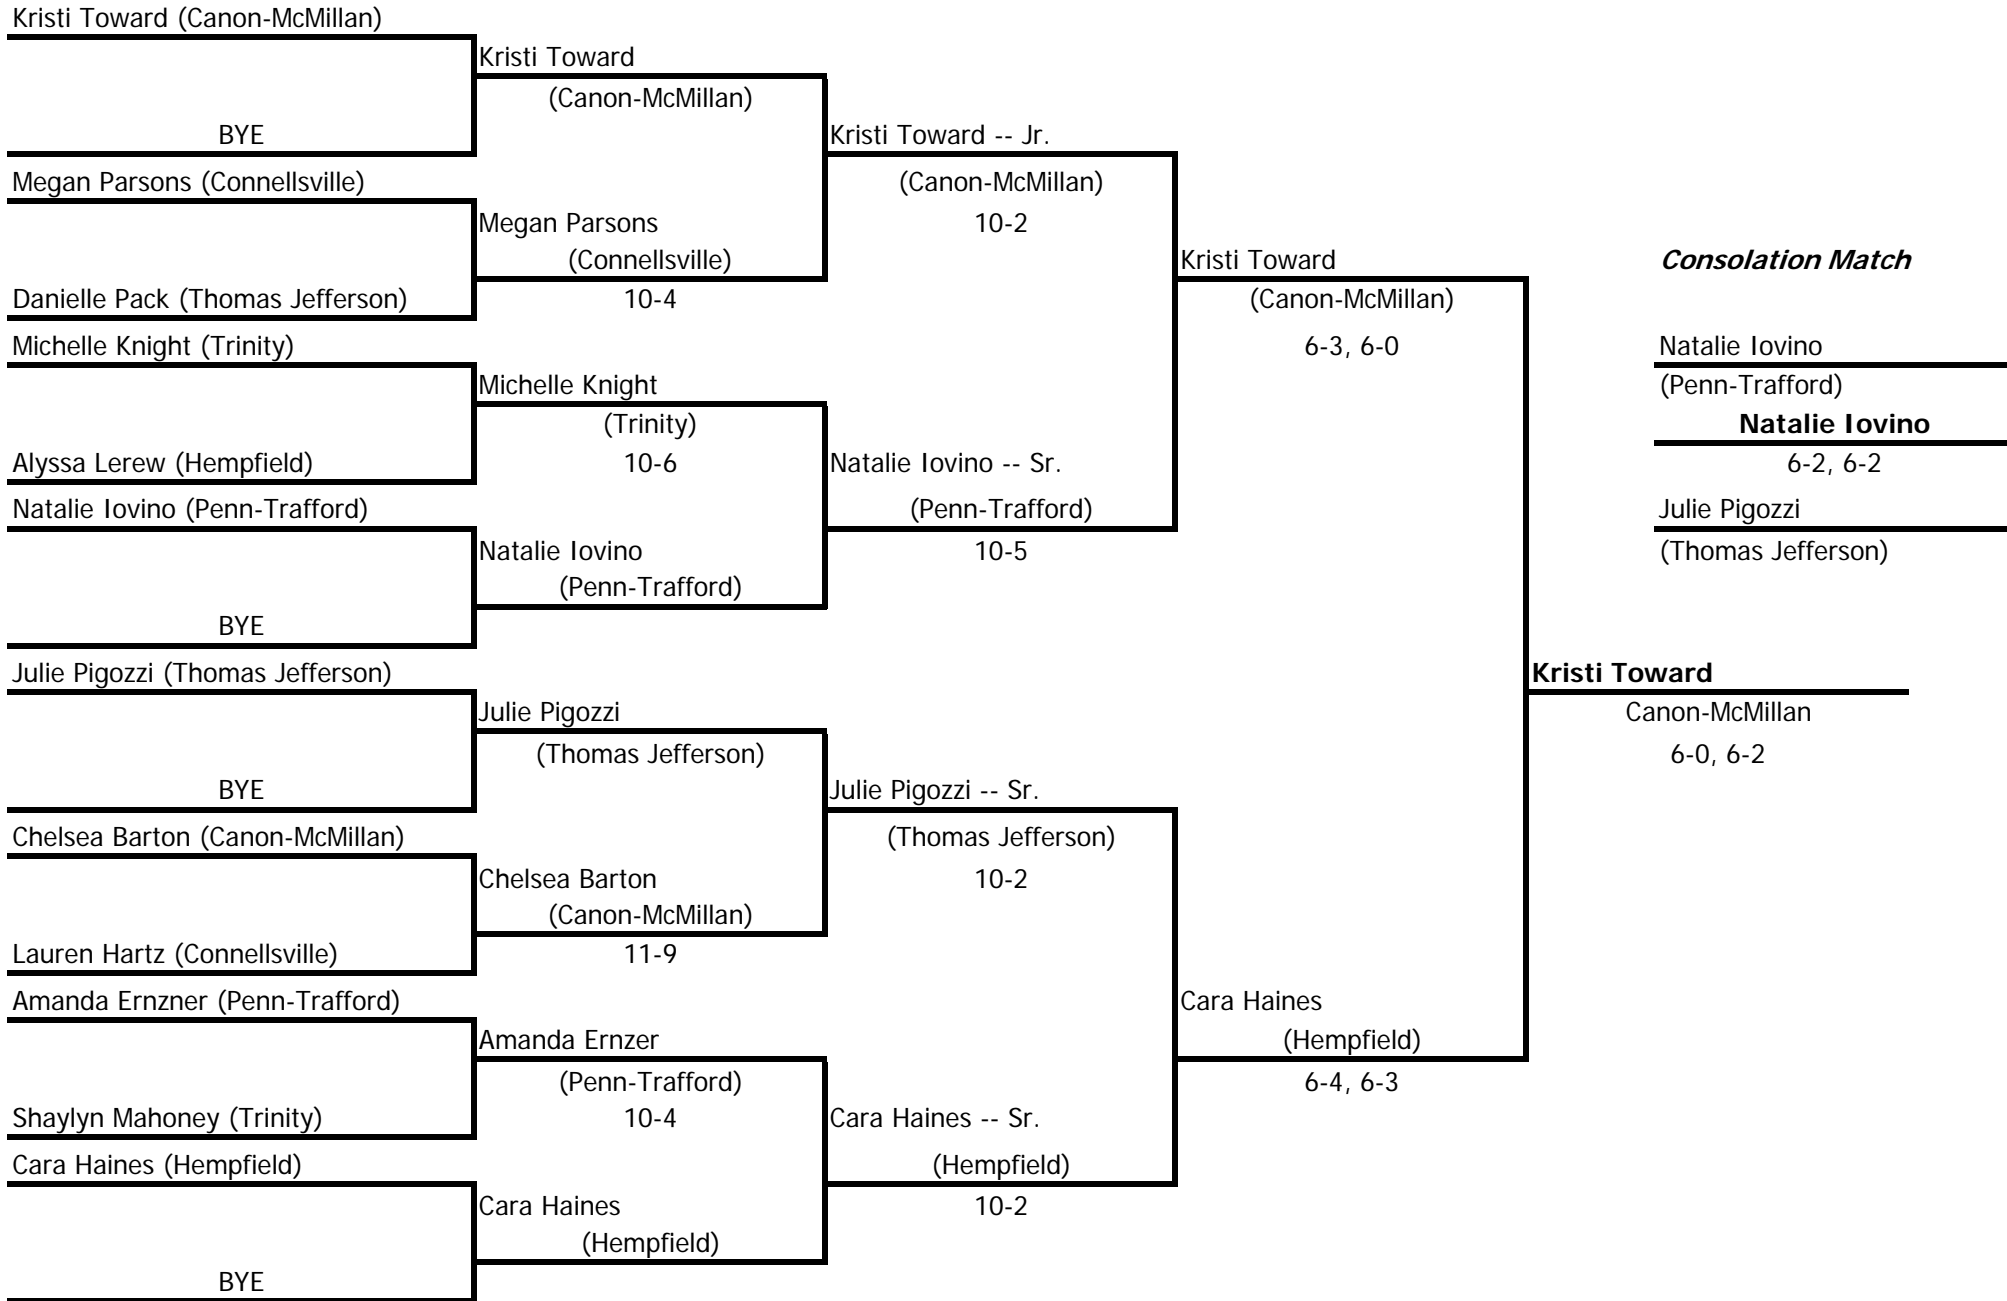 Kristi Toward (Canon-McMillan)
BYE
Megan Parsons (Connellsville)
Danielle Pack (Thomas Jefferson)
Michelle Knight (Trinity)
Alyssa Lerew (Hempfield)
Natalie Iovino (Penn-Trafford)
BYE
Julie Pigozzi (Thomas Jefferson)
BYE
Chelsea Barton (Canon-McMillan)
Lauren Hartz (Connellsville)
Amanda Ernzner (Penn-Trafford)
Shaylyn Mahoney (Trinity)
Cara Haines (Hempfield)
BYE
Kristi Toward
(Canon-McMillan)
Megan Parsons
(Connellsville)
10-4
Michelle Knight
(Trinity)
10-6
Natalie Iovino
(Penn-Trafford)
Julie Pigozzi
(Thomas Jefferson)
Chelsea Barton
(Canon-McMillan)
11-9
Amanda Ernzer
(Penn-Trafford)
10-4
Cara Haines
(Hempfield)
Kristi Toward -- Jr.
(Canon-McMillan)
10-2
Natalie Iovino -- Sr.
(Penn-Trafford)
10-5
Julie Pigozzi -- Sr.
(Thomas Jefferson)
10-2
Cara Haines -- Sr.
(Hempfield)
10-2
Kristi Toward
(Canon-McMillan)
6-3, 6-0
Cara Haines
(Hempfield)
6-4, 6-3
Kristi Toward
Canon-McMillan
6-0, 6-2
Consolation Match
Natalie Iovino
(Penn-Trafford)
Natalie Iovino
6-2, 6-2
Julie Pigozzi
(Thomas Jefferson)